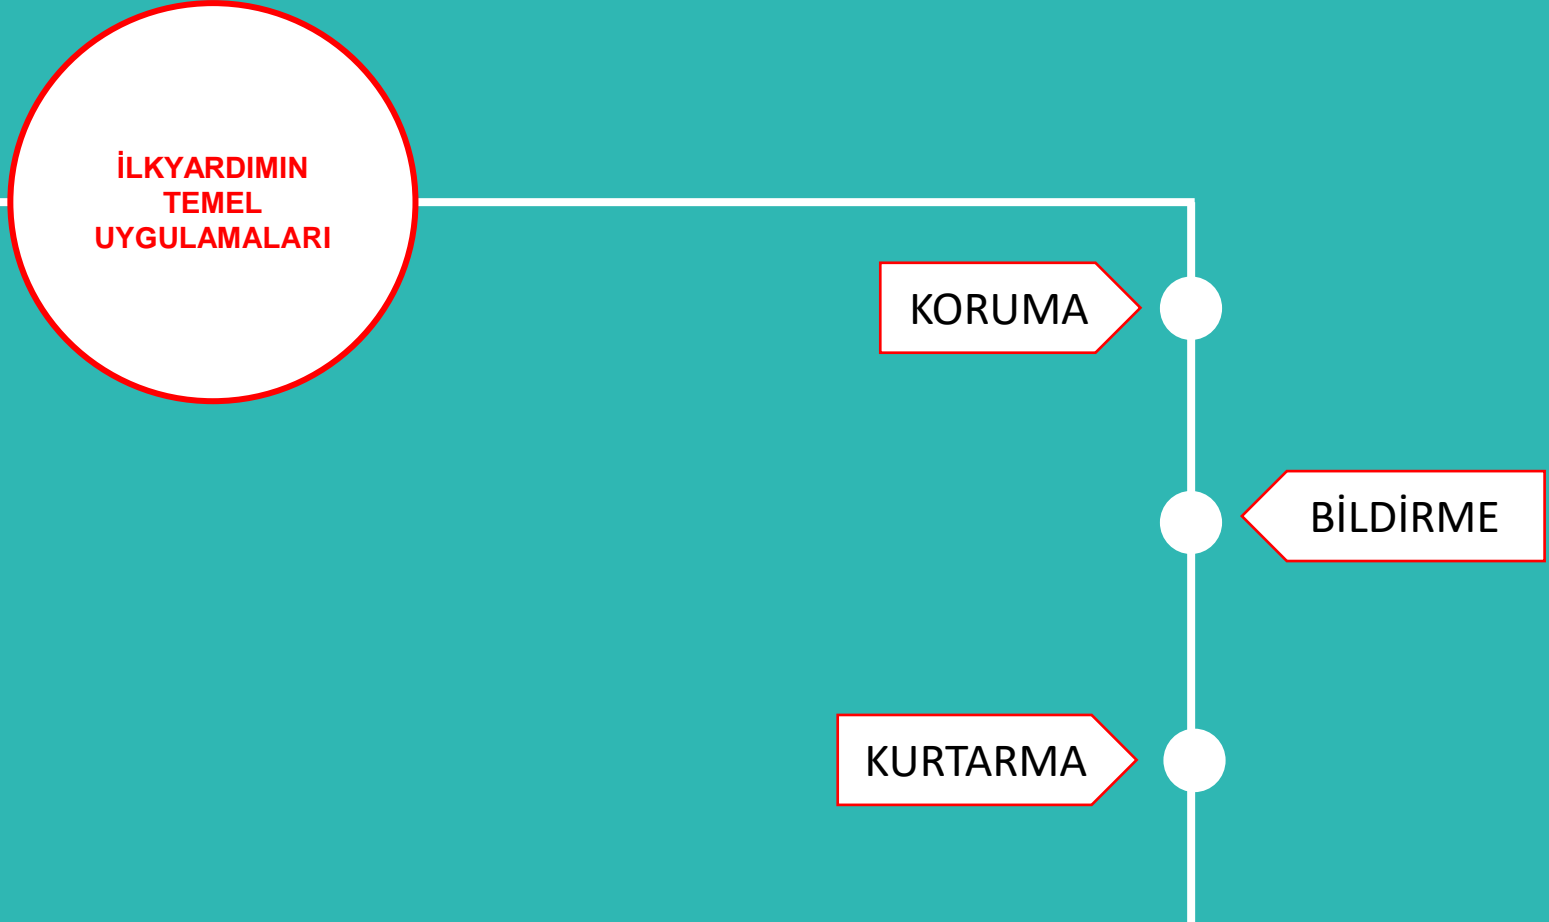 İLKYARDIMIN
TEMEL
UYGULAMALARI
KORUMA
BİLDİRME
KURTARMA